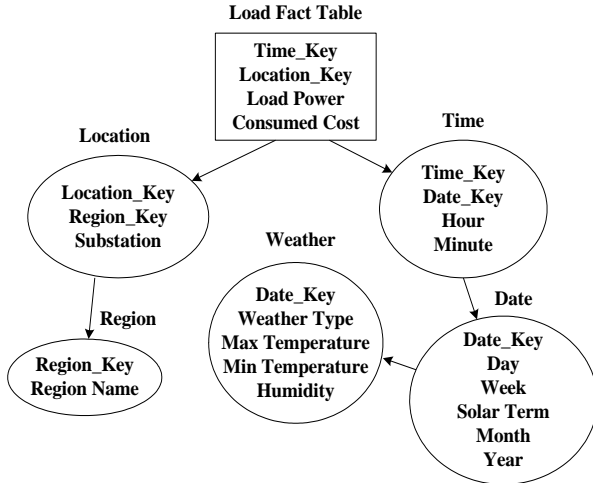 Load Fact Table
Time_Key
Location_Key
Load Power
Consumed Cost
Location
Location_Key
Region_Key
Substation
Time
Time_Key
Date_Key
Hour
Minute
Region
Region_Key
Region Name
Weather
Date_Key
Weather Type
Max Temperature
Min Temperature
Humidity
Date
Date_Key
Day
Week
Solar Term
Month
Year